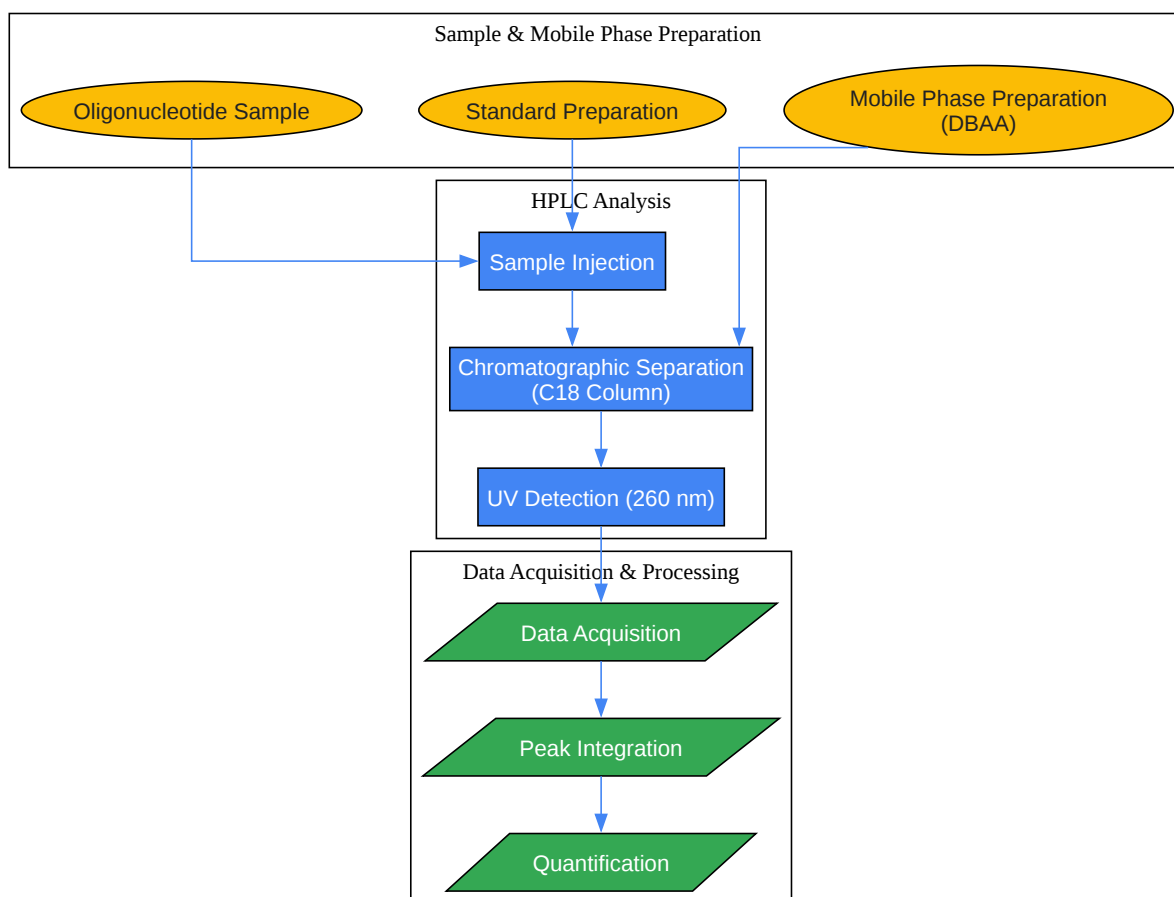 Sample & Mobile Phase Preparation
Oligonucleotide Sample
Standard Preparation
Mobile Phase Preparation
(DBAA)
HPLC Analysis
Sample Injection
Chromatographic Separation
(C18 Column)
UV Detection (260 nm)
Data Acquisition & Processing
Data Acquisition
Peak Integration
Quantification